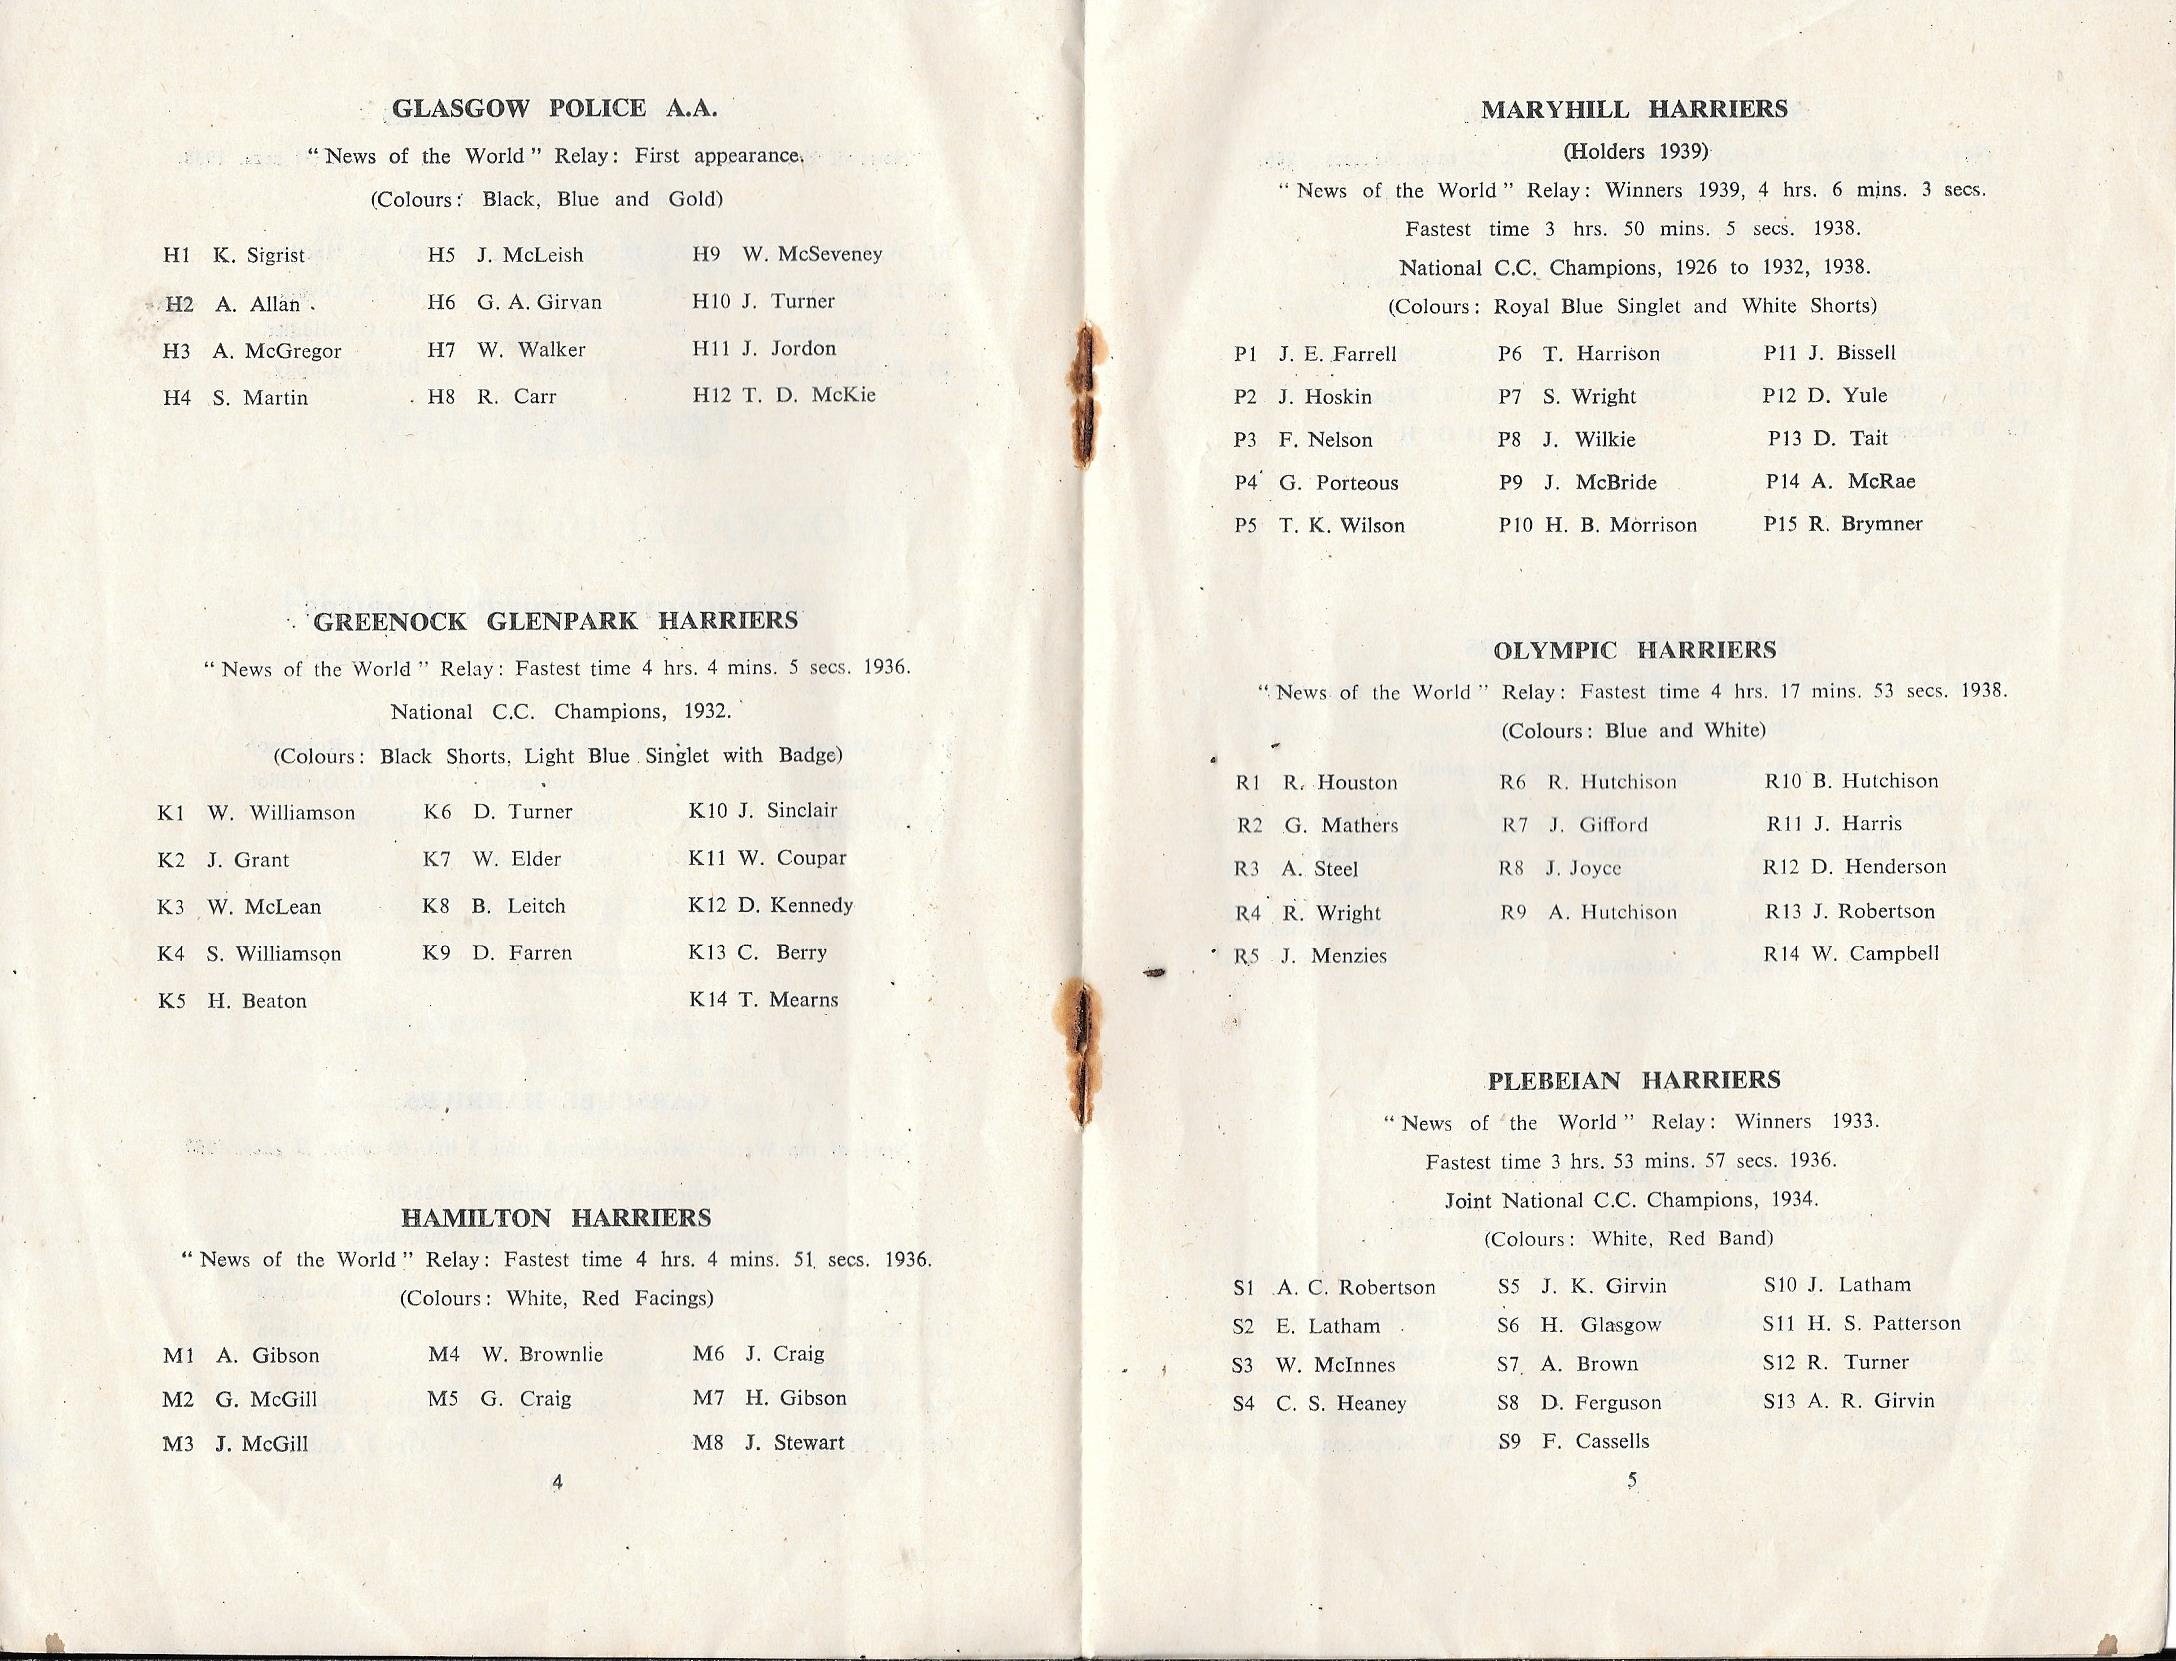 GLASGOW POLICE A.A.
“News of the World” Relay: First appearance.
(Colours: Black, Blue and Gold)
H1 K. Sigrist H5 J. McLeish H9 W. McSeveney
H2 A. Allan H6 G. A. Girvan H10 J. Turner
H3 A. McGregor H7 W. Walker H11 J. Jordon
H4 S. Martin H8 R. Carr H12 T. D. McKie
GREENOCK GLENPARK HARRIERS
“News of the World” Relay: Fastest time 4 hrs. 4 mins. 5 secs. 1936.
National C.C. Champions, 1932.
(Colours: Black Shorts, Light Blue Singlet with Badge)
K1 W. Williamson K6 D. Turner K10 J. Sinclair
K2 J. Grant K7 W. Elder K11 W. Coupar
K3 W. McLean K8 B. Leitch K12 D. Kennedy
K4 S. Williamson K9 D. Farren K13 C. Berry
K5 H. Beaton K14 T. Mearns
HAMILTON HARRIERS
“News of the World” Relay: Fastest time 4 hrs. 4 mins. 51 secs. 1936.
(Colours: White, Red Facings)
M1 A. Gibson M4 W. Brownlie M6 J. Craig
M2 G. McGill M5 G. Craig M7 H. Gibson
M3 J. McGill M8 J. Stewart
4
MARYHILL HARRIERS
(Holders 1939)
“News of the World” Relay: Winners 1939, 4 hrs. 6 mins. 3 secs.
Fastest time 3 hrs. 50 mins. 5 secs. 1938.
National C.C. Champions, 1926 to 1932, 1938.
(Colours: Royal Blue Singlet and White Shorts)
P1 J. E. Farrell P6 T. Harrison P11 J. Bissell
P2 J. Hoskin P7 S. Wright P12 D. Yule
P3 F. Nelson P8 J. Wilkie P13 D. Tait
P4 G. Porteous P9 J. McBride P14 A. McRae
P5 T. K. Wilson P10 H. B. Morrison P15 R. Brymner
OLYMPIC HARRIERS
“News of the World” Relay: Fastest time 4 hrs. 17 mins. 53 secs. 1938.
(Colours: Blue and White)
R1 R. Houston R6 R. Hutchison R10 B. Hutchison
R2 G. Mathers R7 J. Gifford R11 J. Harris
R3 A. Steel R8 J. Joyce R12 D. Henderson
R4 R. Wright R9 A. Hutchison R13 J. Robertson
R5 J. Menzies R14 W. Campbell
PLEBEIAN HARRIERS
“News of the World” Relay: Winners 1933.
Fastest time 3 hrs. 53 mins. 57 secs. 1936.
Joint National C.C. Champions, 1934.
(Colours: White, Red Band)
S1 A. C. Robertson S5 J. K. Girvin S10 J. Latham
S2 E. Latham S6 H. Glasgow S11 H. S. Patterson
S3 W. McInnes S7 A. Brown S12 R. Turner
S4 C. S. Heaney S8 D. Ferguson S13 A. R. Girvin
S9 F. Cassells
5